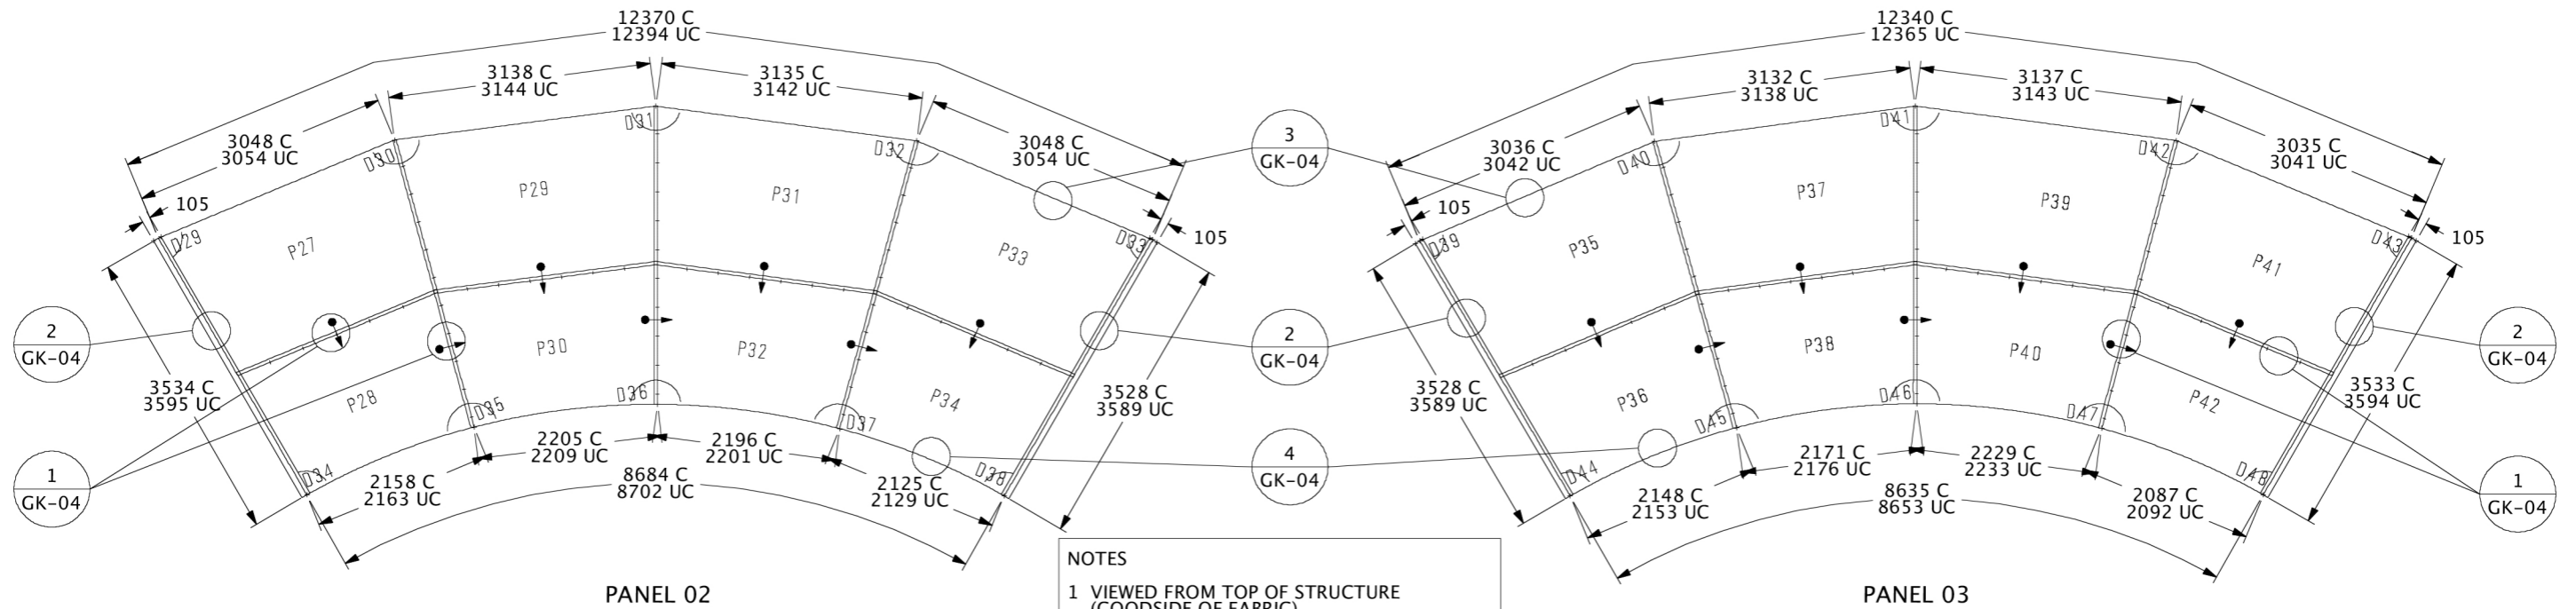 12370 C
12394 UC
3138 C
3144 UC
3135 C
3142 UC
3048 C
3054 UC
3048 C
3054 UC
105
105
D29
D30
D31
D32
D33
P27
P29
P31
P33
P28
P30
P32
P34
D34
D35
D36
D37
D38
3534 C
3595 UC
3528 C
3589 UC
2158 C
2163 UC
2205 C
2209 UC
2196 C
2201 UC
2125 C
2129 UC
8684 C
8702 UC
2
GK-04
1
GK-04
PANEL 02
3
GK-04
2
GK-04
4
GK-04
NOTES
1 VIEWED FROM TOP OF STRUCTURE
(GOODSIDE OF FABRIC)
12340 C
12365 UC
3132 C
3138 UC
3137 C
3143 UC
3036 C
3042 UC
3035 C
3041 UC
105
105
D39
D40
D41
D42
D43
P35
P37
P39
P41
P36
P38
P40
P42
D44
D45
D46
D47
D48
3528 C
3589 UC
3533 C
3594 UC
2148 C
2153 UC
2171 C
2176 UC
2229 C
2233 UC
2087 C
2092 UC
8635 C
8653 UC
2
GK-04
1
GK-04
PANEL 03